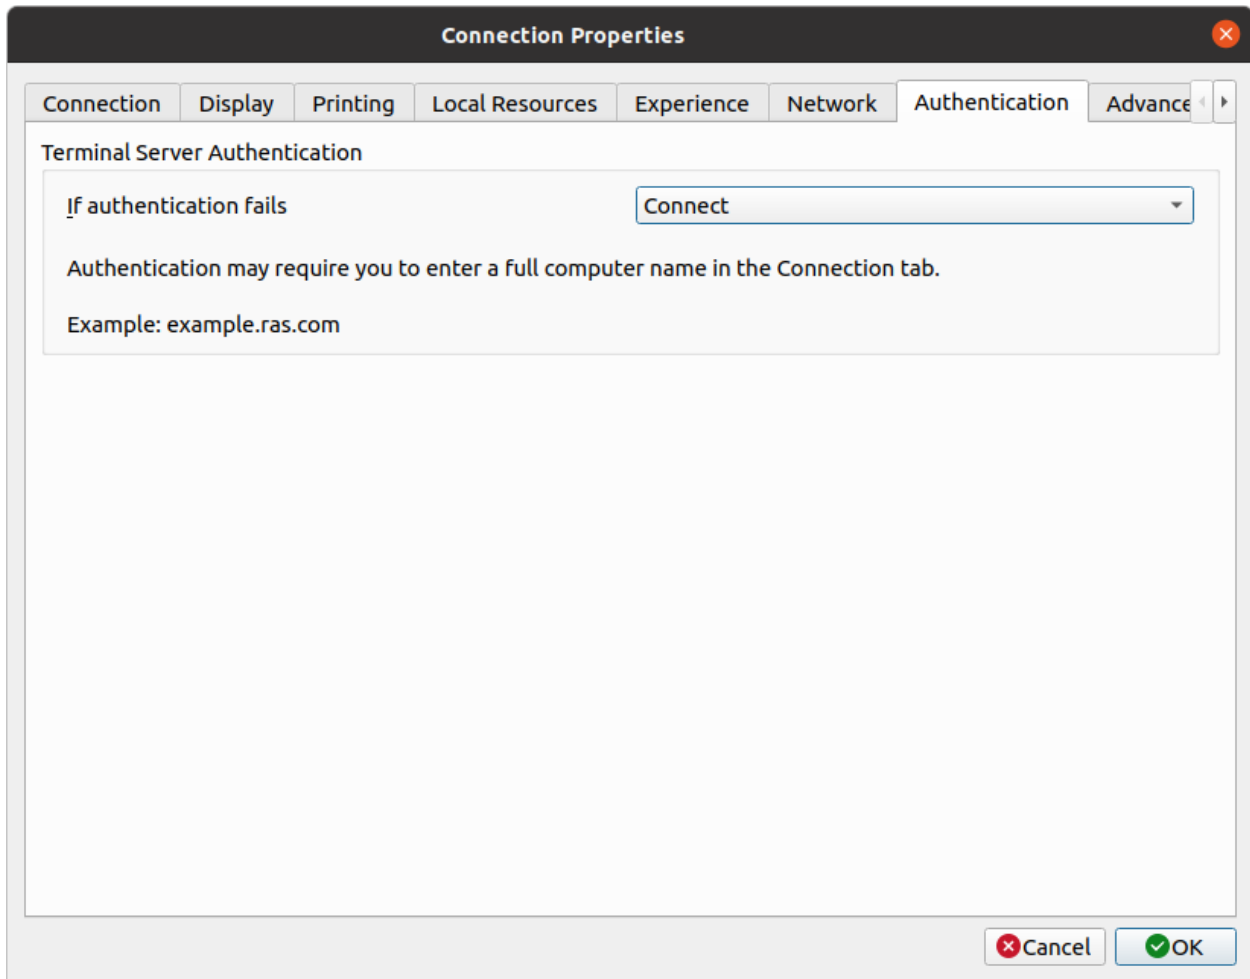 Connection Properties
Connection Display Printing Local Resources Experience Network Authentication Advance
Terminal Server Authentication
If authentication fails Connect
Authentication may require you to enter a full computer name in the Connection tab.
Example: example.ras.com
Cancel OK